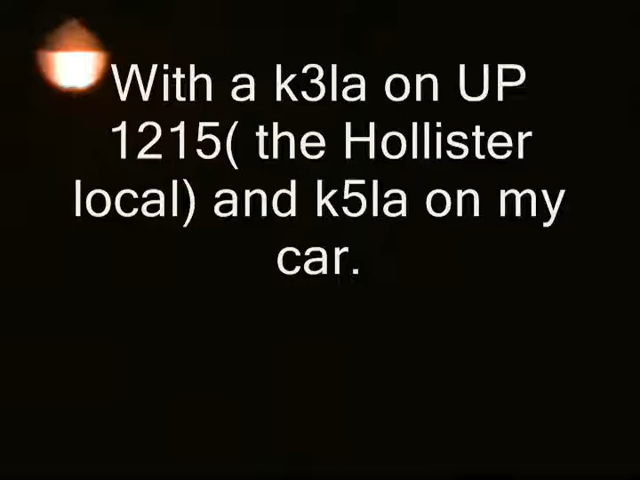 With a k3la on UP
1215( the Hollister
local) and k5la on my
car.